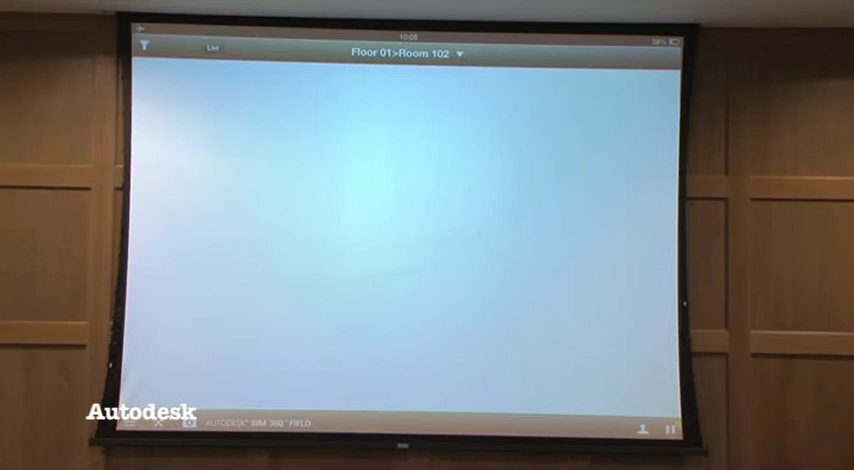 10:08
List
Floor 01>Room 102
Autodesk
AUTODESK® BIM 360™ FIELD